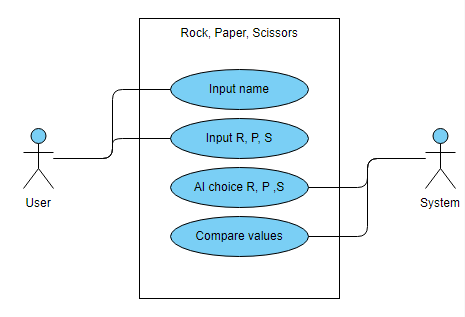 Rock, Paper, Scissors
Input name
Input R, P, S
AI choice R, P ,S
User
System
Compare values